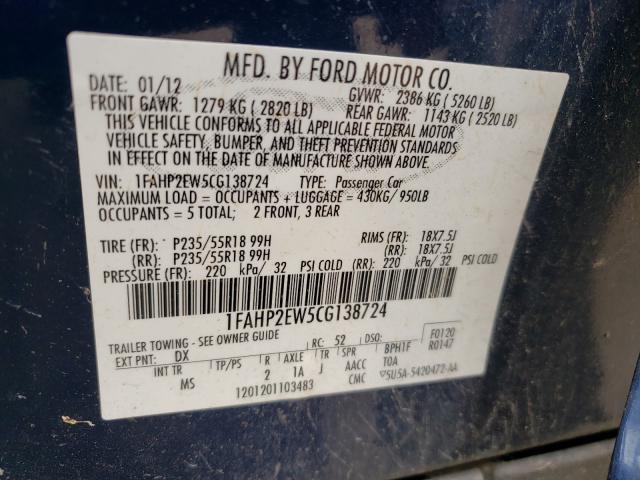 MFD. BY FORD MOTOR CO.
DATE: 01/12 GVWR: 2386 KG ( 5260 LB)
FRONT GAWR: 1279 KG ( 2820 LB) REAR GAWR: 1143 KG ( 2520 LB)
THIS VEHICLE CONFORMS TO ALL APPLICABLE FEDERAL MOTOR
VEHICLE SAFETY, BUMPER, AND THEFT PREVENTION STANDARDS
IN EFFECT ON THE DATE OF MANUFACTURE SHOWN ABOVE.
VIN: 1FAHP2EW5CG138724 TYPE: Passenger Car
MAXIMUM LOAD = OCCUPANTS + LUGGAGE = 430KG/ 950LB
OCCUPANTS = 5 TOTAL; 2 FRONT, 3 REAR
TIRE (FR): P235/55R18 99H RIMS (FR): 18X7.5J
(RR): P235/55R18 99H (RR): 18X7.5J
PRESSURE (FR): 220 kPa/ 32 PSI COLD (RR): 220 kPa/ 32 PSI COLD
1FAHP2EW5CG138724
TRAILER TOWING - SEE OWNER GUIDE RC: 52 DSO: F0120
EXT PNT: DX R0147
INT TR TP/PS R AXLE TR SPR BPH1F
MS 2 1A J AACC TOA
CMC
1201201103483 5U5A-5420472-AA